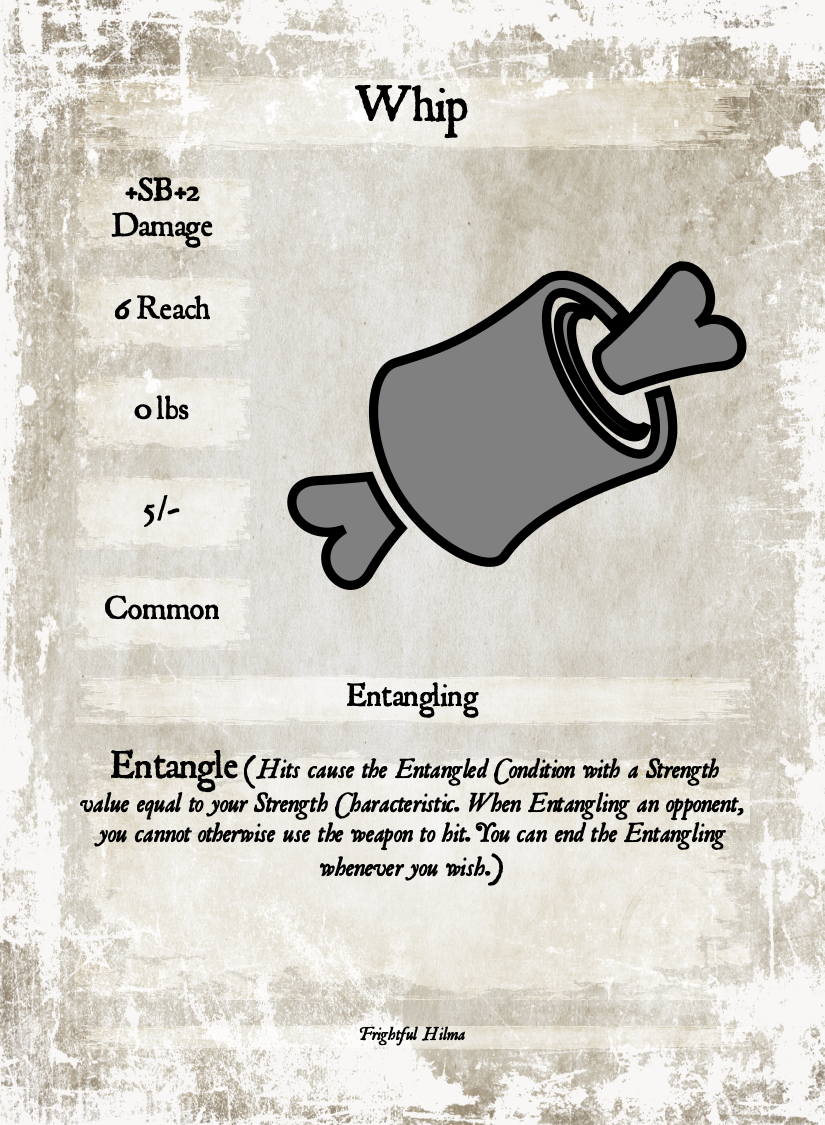 Whip
+SB+2
Damage
6 Reach
0 lbs
5/-
Common
Entangling
Entangle (Hits cause the Entangled Condition with a Strength
value equal to your Strength Characteristic. When Entangling an opponent,
you cannot otherwise use the weapon to hit. You can end the Entangling
whenever you wish.)
Frightful Hilma